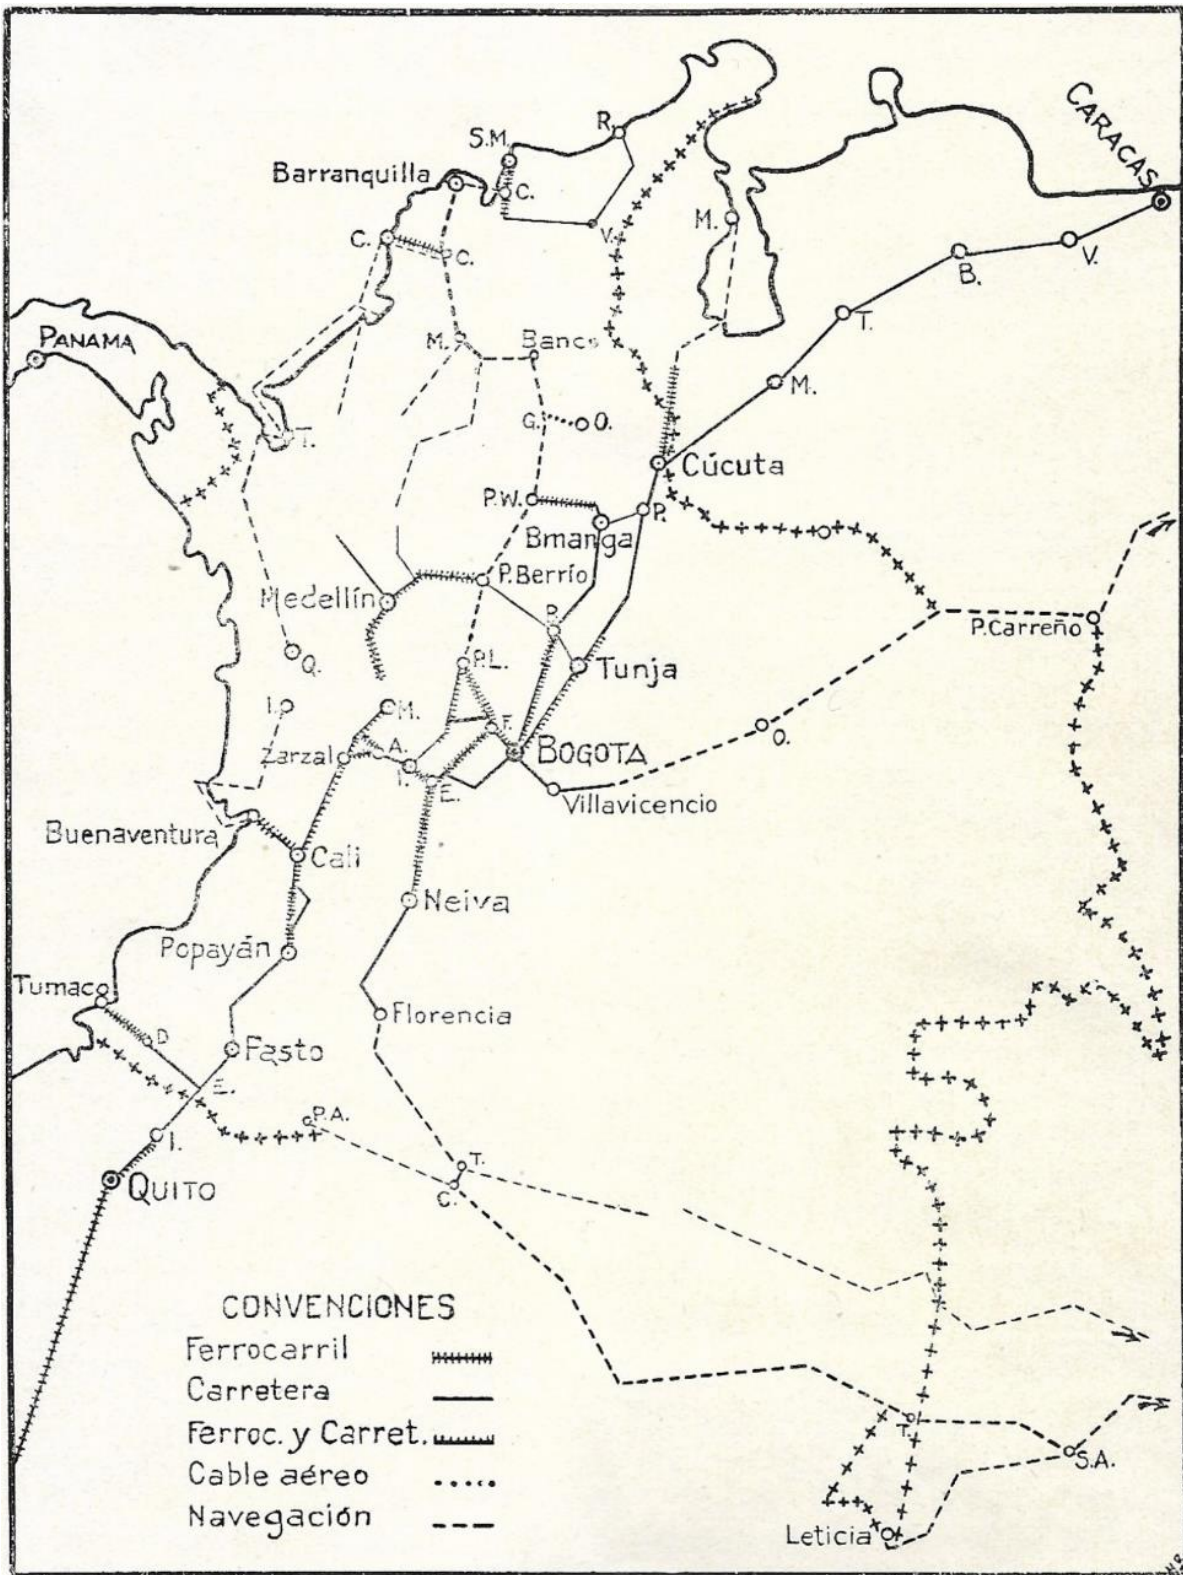 CARACAS
R.
S.M.
Barranquilla
C.
V.
M.
C.
C.
V.
B.
PANAMA
M.
Banco
T.
M.
G.
O.
T.
Cúcuta
P.W.
P.
Bmanga
P. Berrío
Medellín
B.
P. Carreño
Q.
P.L.
Tunja
I.
M.
F.
O.
Zarzal
A.
I.
BOGOTA
E.
Villavicencio
Buenaventura
Cali
Neiva
Popayán
Tumaco
Florencia
D
Pasto
E.
P.A.
I.
T.
QUITO
C.
CONVENCIONES
Ferrocarril
Carretera
Ferroc. y Carret.
Cable aéreo
Navegación
T.
S.A.
Leticia